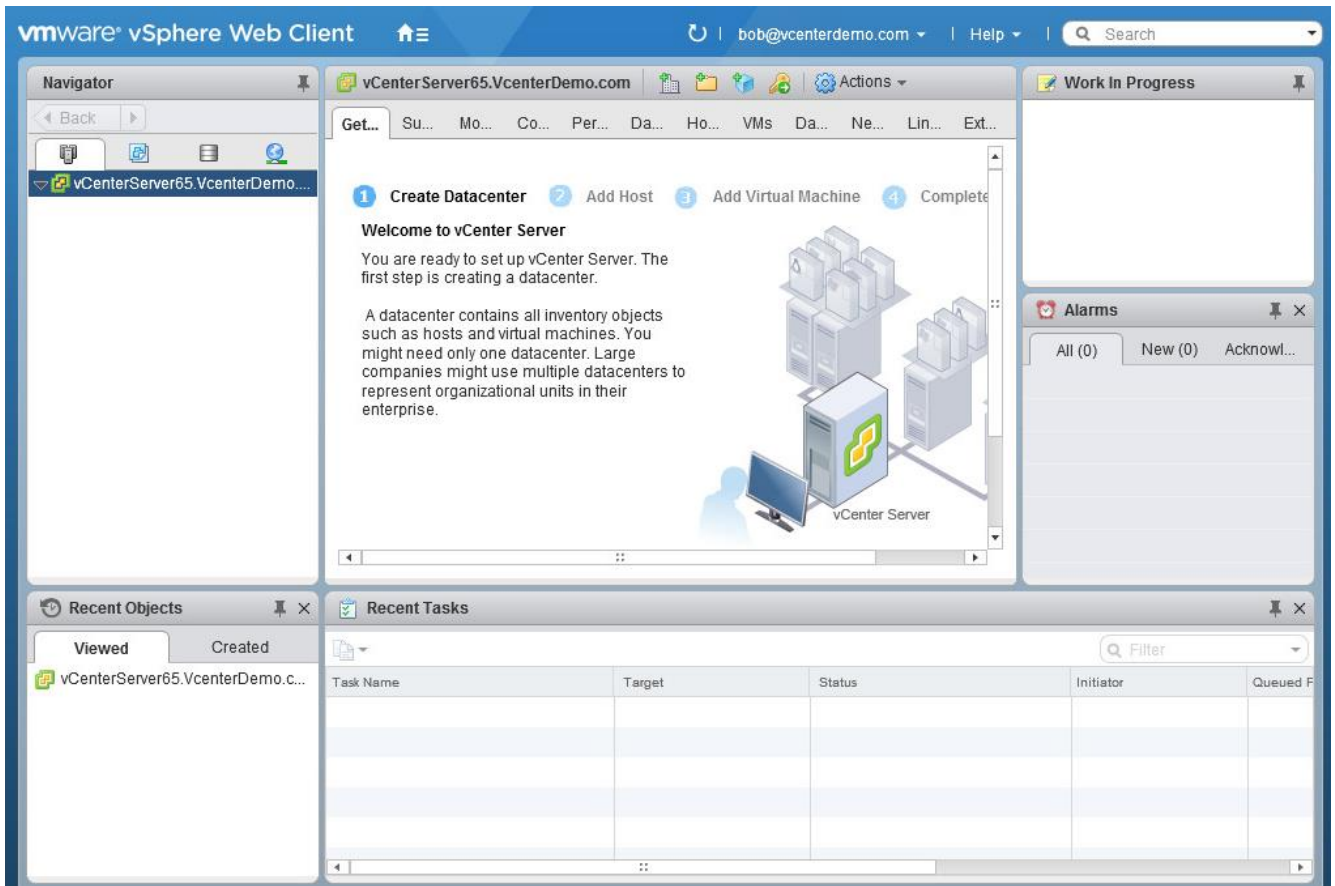 vmware® vSphere Web Client
bob@vcenterdemo.com
Help
Search
Navigator
Back
vCenterServer65.VcenterDemo....
vCenterServer65.VcenterDemo.com
Actions
Get... Su... Mo... Co... Per... Da... Ho... VMs Da... Ne... Lin... Ext...
1 Create Datacenter 2 Add Host 3 Add Virtual Machine 4 Complete
Welcome to vCenter Server
You are ready to set up vCenter Server. The
first step is creating a datacenter.
A datacenter contains all inventory objects
such as hosts and virtual machines. You
might need only one datacenter. Large
companies might use multiple datacenters to
represent organizational units in their
enterprise.
vCenter Server
Work In Progress
Alarms
All (0) New (0) Acknowl...
Recent Objects
Viewed Created
vCenterServer65.VcenterDemo.c...
Recent Tasks
Filter
Task Name Target Status Initiator Queued F